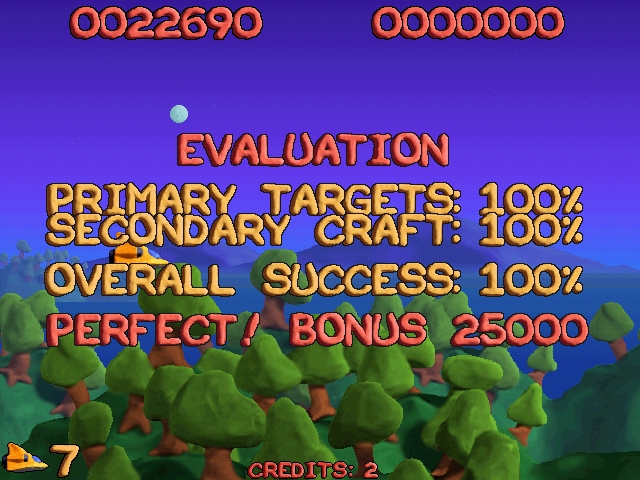 0022690 0000000
EVALUATION
PRIMARY TARGETS: 100%
SECONDARY CRAFT: 100%
OVERALL SUCCESS: 100%
PERFECT! BONUS 25000
7
CREDITS: 2